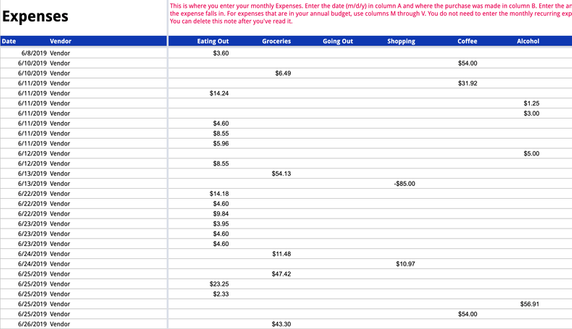 Expenses
This is where you enter your monthly Expenses. Enter the date (m/d/y) in column A and where the purchase was made in column B. Enter the
the expense falls in. For expenses that are in your annual budget, use columns M through V. You do not need to enter the monthly recurring
You can delete this note after you've read it.
Date Vendor Eating Out Groceries Going Out Shopping Coffee Alcohol
6/8/2019 Vendor $3.60
6/10/2019 Vendor $54.00
6/10/2019 Vendor $6.49
6/11/2019 Vendor $31.92
6/11/2019 Vendor $14.24
6/11/2019 Vendor $1.25
6/11/2019 Vendor $3.00
6/11/2019 Vendor $4.60
6/11/2019 Vendor $8.55
6/11/2019 Vendor $5.96
6/12/2019 Vendor $5.00
6/12/2019 Vendor $8.55
6/13/2019 Vendor $54.13
6/13/2019 Vendor -$85.00
6/22/2019 Vendor $14.18
6/22/2019 Vendor $4.60
6/22/2019 Vendor $9.84
6/23/2019 Vendor $3.95
6/23/2019 Vendor $4.60
6/23/2019 Vendor $4.60
6/24/2019 Vendor $11.48
6/24/2019 Vendor $10.97
6/25/2019 Vendor $47.42
6/25/2019 Vendor $23.25
6/25/2019 Vendor $2.33
6/25/2019 Vendor $56.91
6/25/2019 Vendor $54.00
6/26/2019 Vendor $43.30